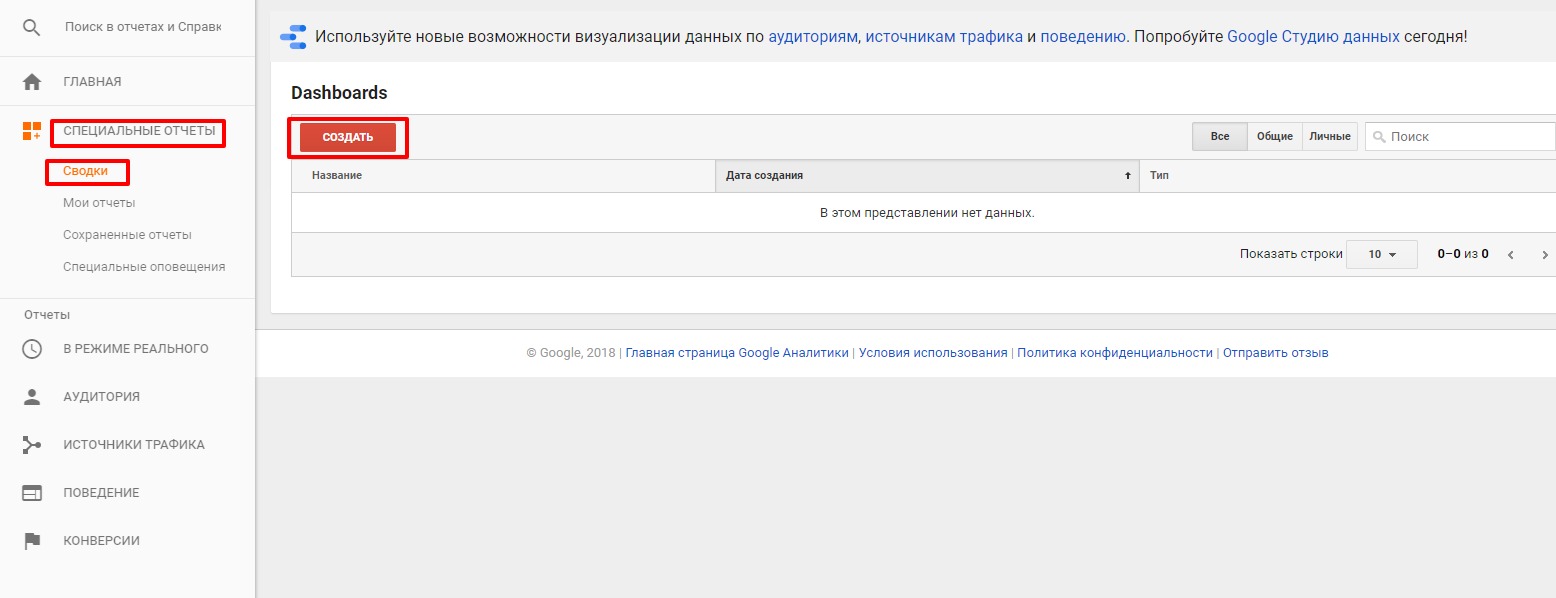 Поиск в отчетах и Справк
ГЛАВНАЯ
СПЕЦИАЛЬНЫЕ ОТЧЕТЫ
Сводки
Мои отчеты
Сохраненные отчеты
Специальные оповещения
Отчеты
В РЕЖИМЕ РЕАЛЬНОГО
АУДИТОРИЯ
ИСТОЧНИКИ ТРАФИКА
ПОВЕДЕНИЕ
КОНВЕРСИИ
Используйте новые возможности визуализации данных по аудиториям, источникам трафика и поведению. Попробуйте Google Студию данных сегодня!
Dashboards
СОЗДАТЬ
Все Общие Личные Поиск
Название Дата создания Тип
В этом представлении нет данных.
Показать строки 10 0–0 из 0
© Google, 2018 | Главная страница Google Аналитики | Условия использования | Политика конфиденциальности | Отправить отзыв